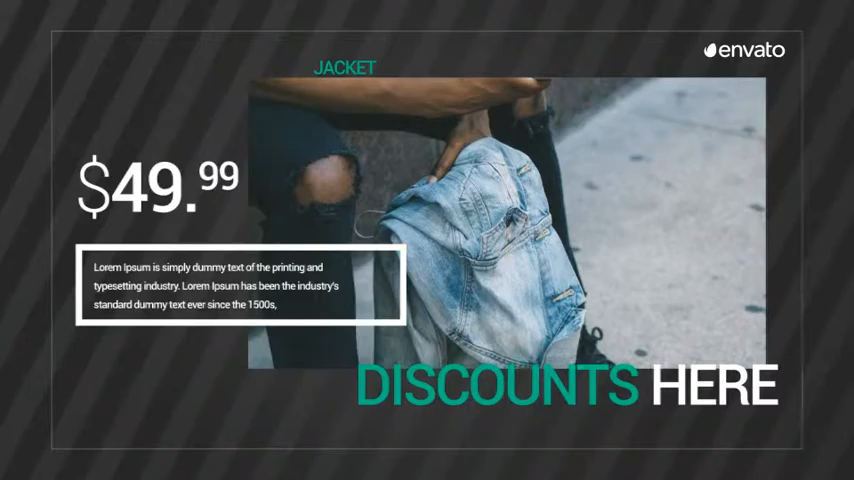 envato
JACKET
$49.99
Lorem Ipsum is simply dummy text of the printing and
typesetting industry. Lorem Ipsum has been the industry's
standard dummy text ever since the 1500s,
DISCOUNTS HERE